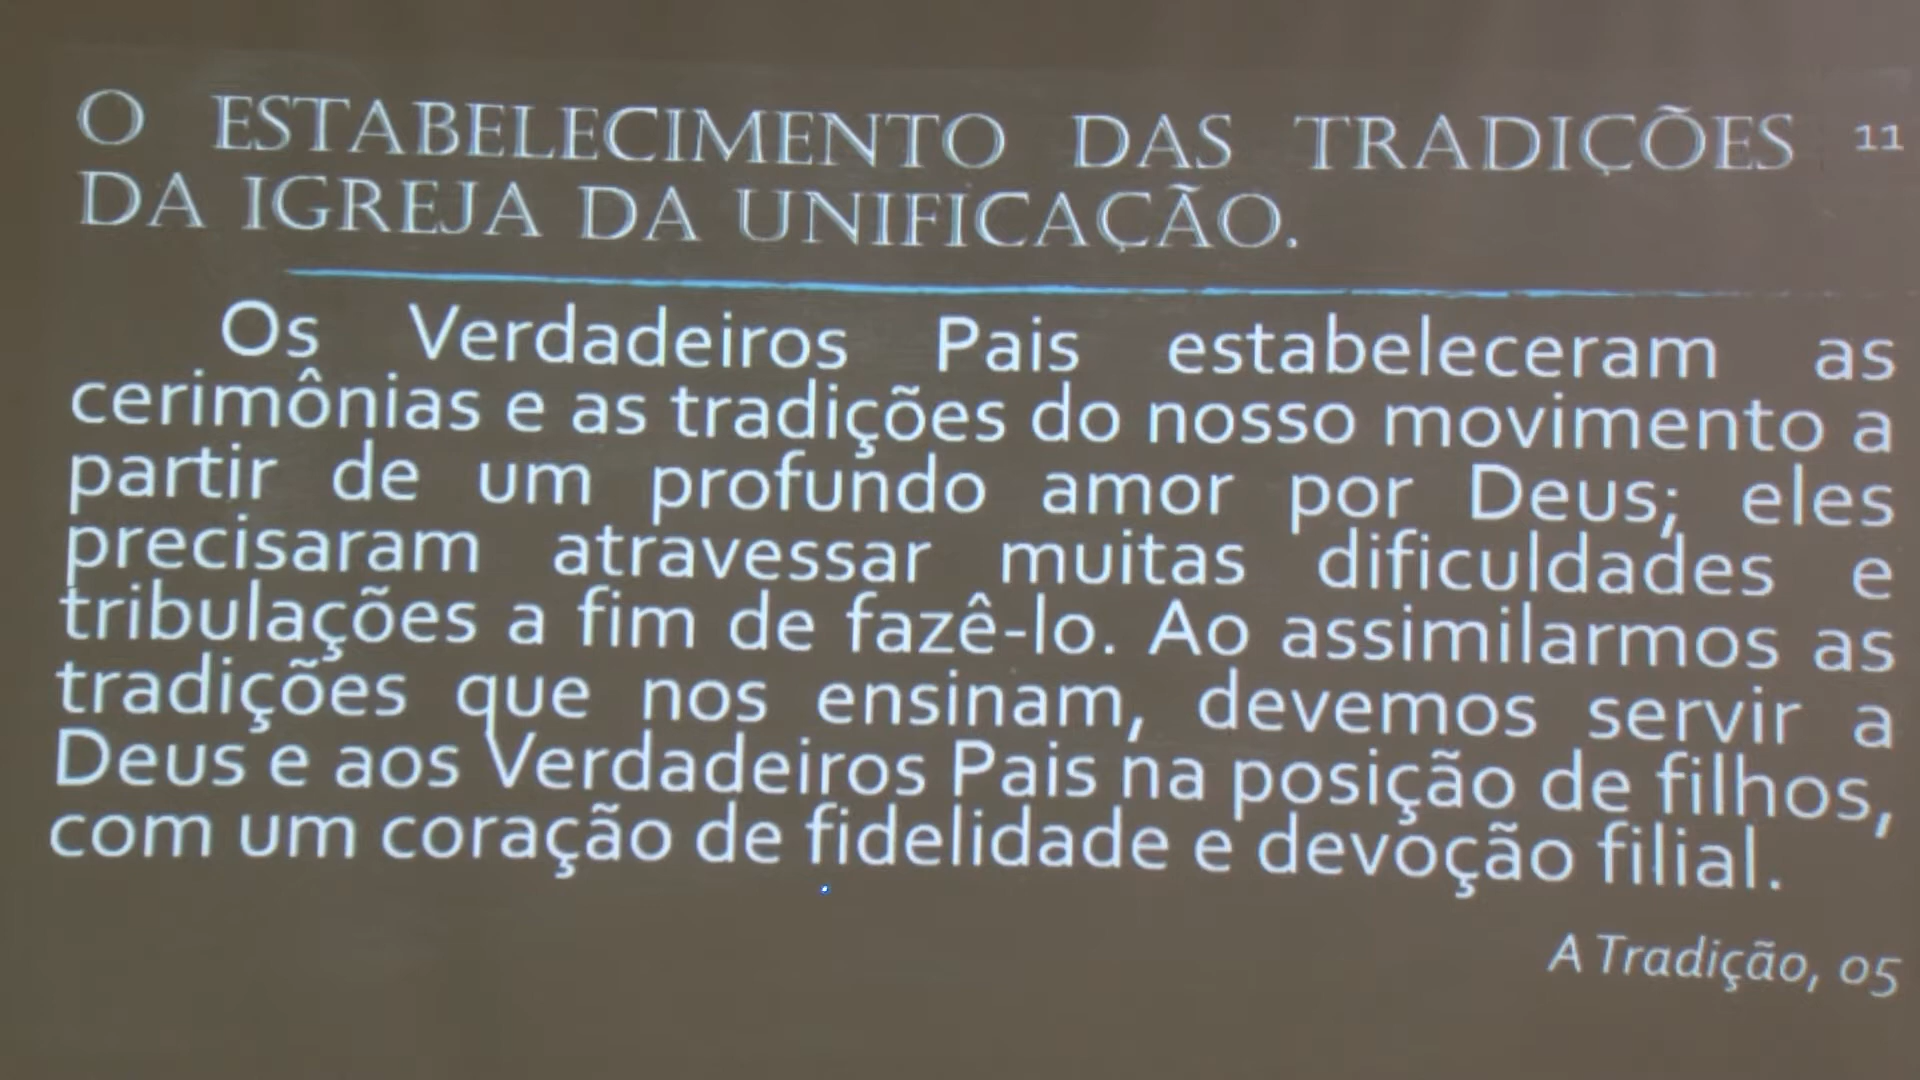 O ESTABELECIMENTO DAS TRADIÇÕES 11
DA IGREJA DA UNIFICAÇÃO.
Os Verdadeiros Pais estabeleceram as
cerimônias e as tradições do nosso movimento a
partir de um profundo amor por Deus; eles
precisaram atravessar muitas dificuldades e
tribulações a fim de fazê-lo. Ao assimilarmos as
tradições que nos ensinam, devemos servir a
Deus e aos Verdadeiros Pais na posição de filhos,
com um coração de fidelidade e devoção filial.
A Tradição, 05